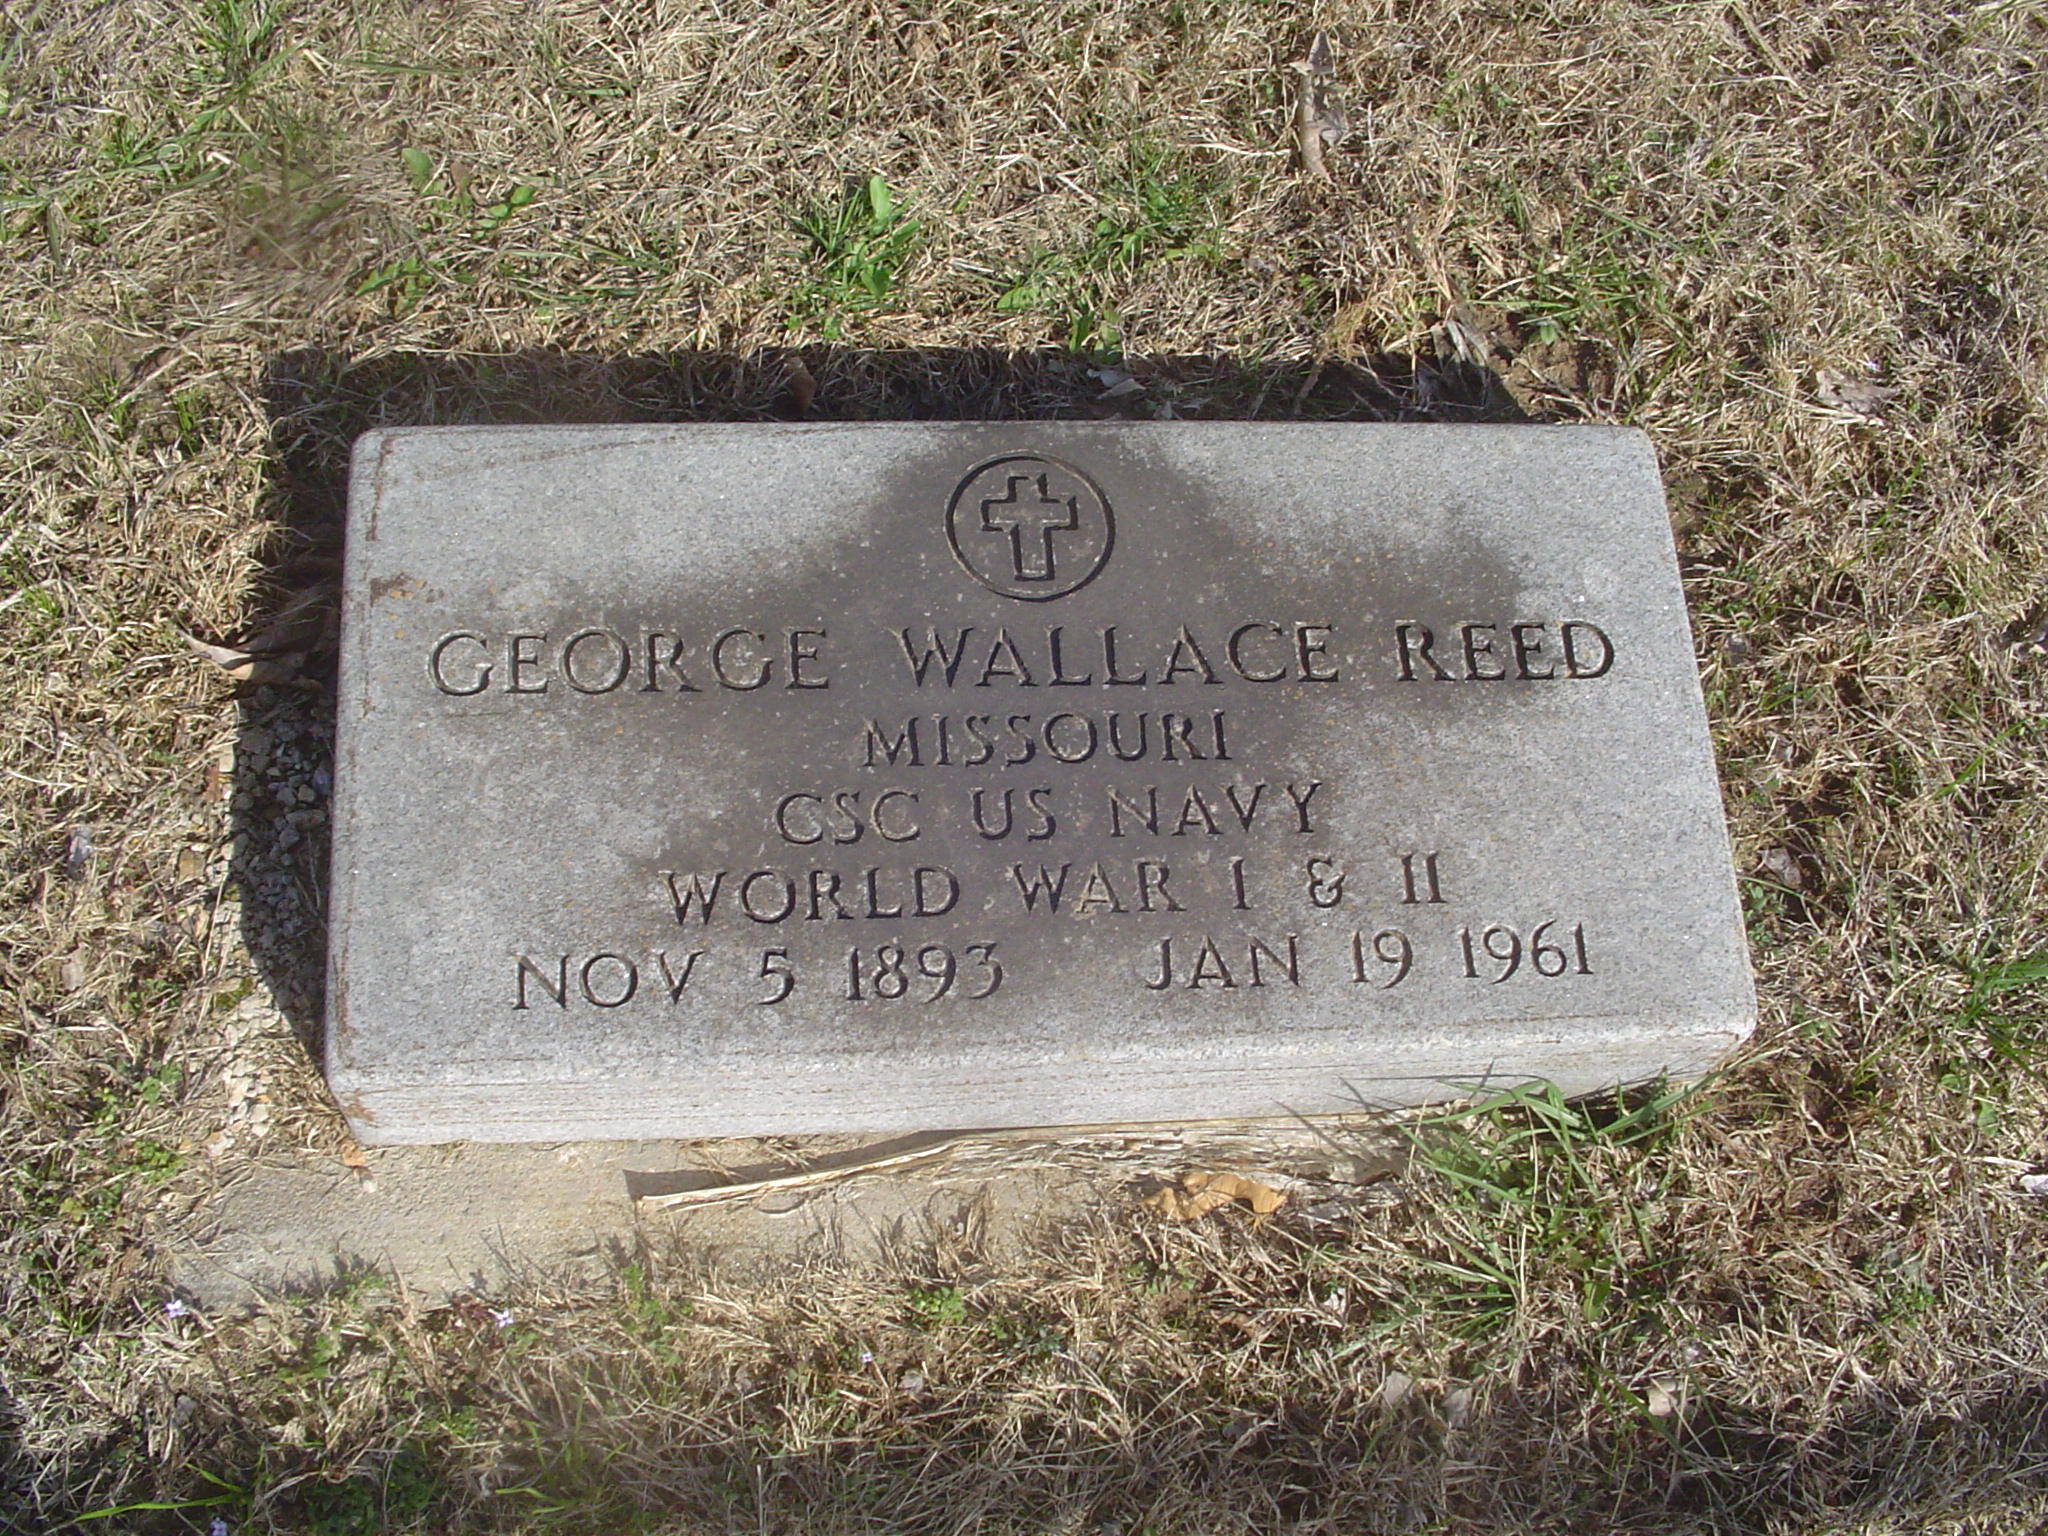 GEORGE WALLACE REED
MISSOURI
CSC US NAVY
WORLD WAR I & II
NOV 5 1893 JAN 19 1961